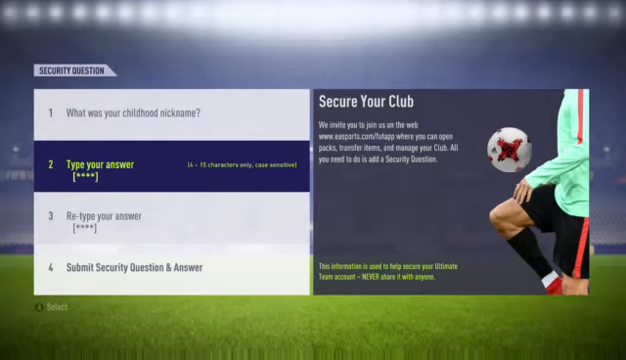 SECURITY QUESTION
1 What was your childhood nickname?
2 Type your answer (4 - 15 characters only, case sensitive)
[****]
3 Re-type your answer
[****]
4 Submit Security Question & Answer
Secure Your Club
We invite you to join us on the web
www.easports.com/futapp where you can open
packs, transfer items, and manage your Club. All
you need to do is add a Security Question.
This information is used to help secure your Ultimate
Team account - NEVER share it with anyone.
Select